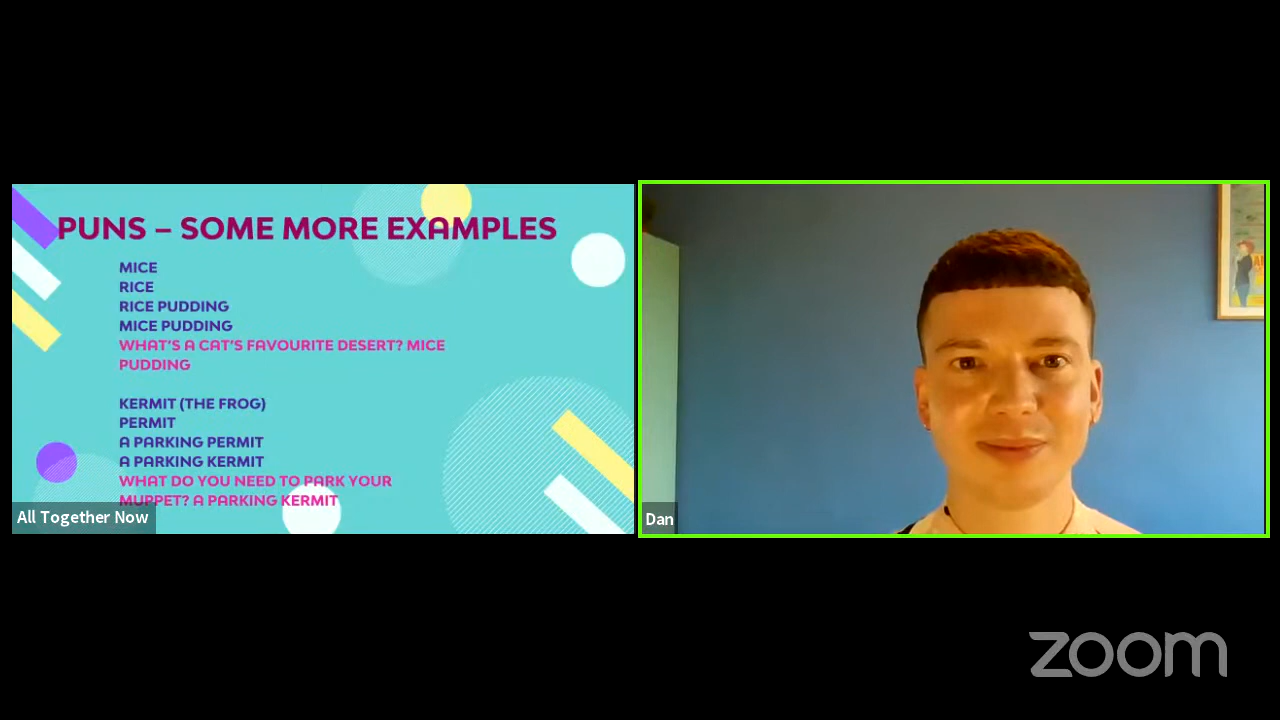 PUNS – SOME MORE EXAMPLES
MICE
RICE
RICE PUDDING
MICE PUDDING
WHAT'S A CAT'S FAVOURITE DESERT? MICE
PUDDING
KERMIT (THE FROG)
PERMIT
A PARKING PERMIT
A PARKING KERMIT
WHAT DO YOU NEED TO PARK YOUR
MUPPET? A PARKING KERMIT
All Together Now
Dan
zoom